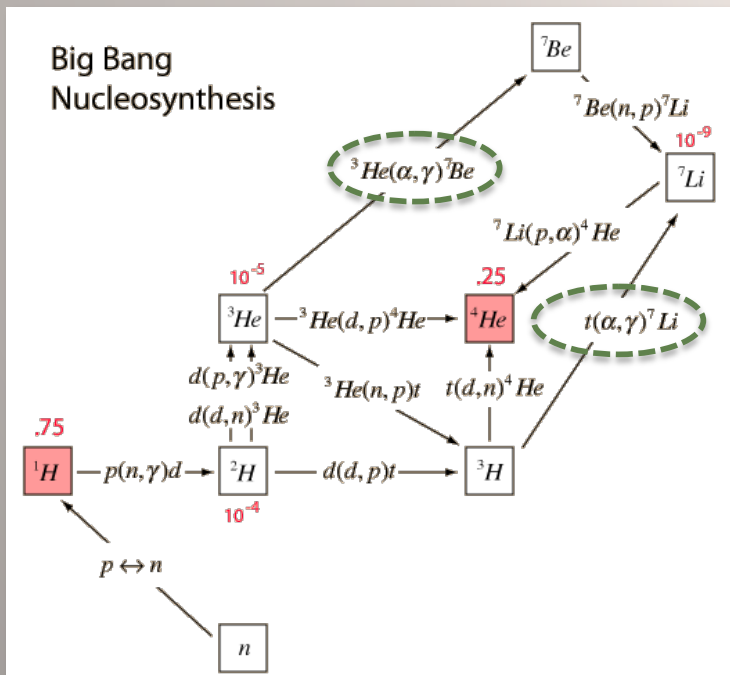 Big Bang
Nucleosynthesis
⁷Be
⁷Be(n, p)⁷Li
10⁻⁹
³He(α, γ)⁷Be
⁷Li
⁷Li(p, α)⁴He
10⁻⁵
.25
³He
³He(d, p)⁴He
⁴He
t(α, γ)⁷Li
d(p, γ)³He
³He(n, p)t
t(d, n)⁴He
d(d, n)³He
.75
¹H
p(n, γ)d
²H
d(d, p)t
³H
10⁻⁴
p ↔ n
n